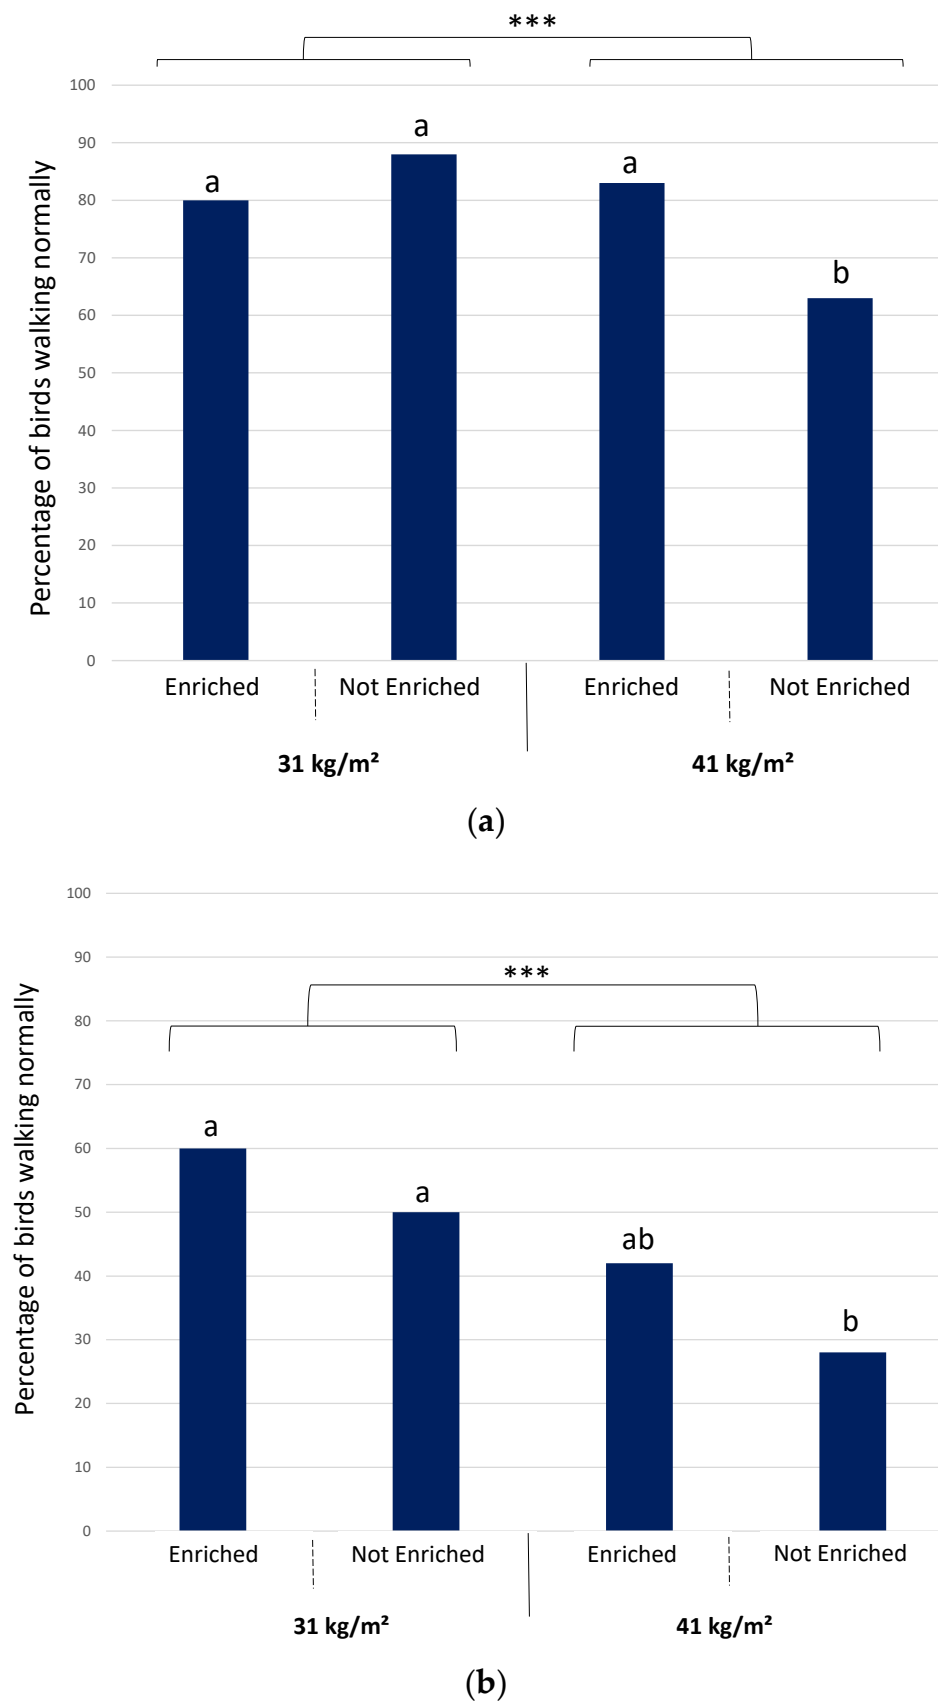 ***
Percentage of birds walking normally
100
90
80
70
60
50
40
30
20
10
0
a
a
a
b
Enriched
Not Enriched
Enriched
Not Enriched
31 kg/m²
41 kg/m²
(a)
Percentage of birds walking normally
100
90
80
70
60
50
40
30
20
10
0
***
a
a
ab
b
Enriched
Not Enriched
Enriched
Not Enriched
31 kg/m²
41 kg/m²
(b)